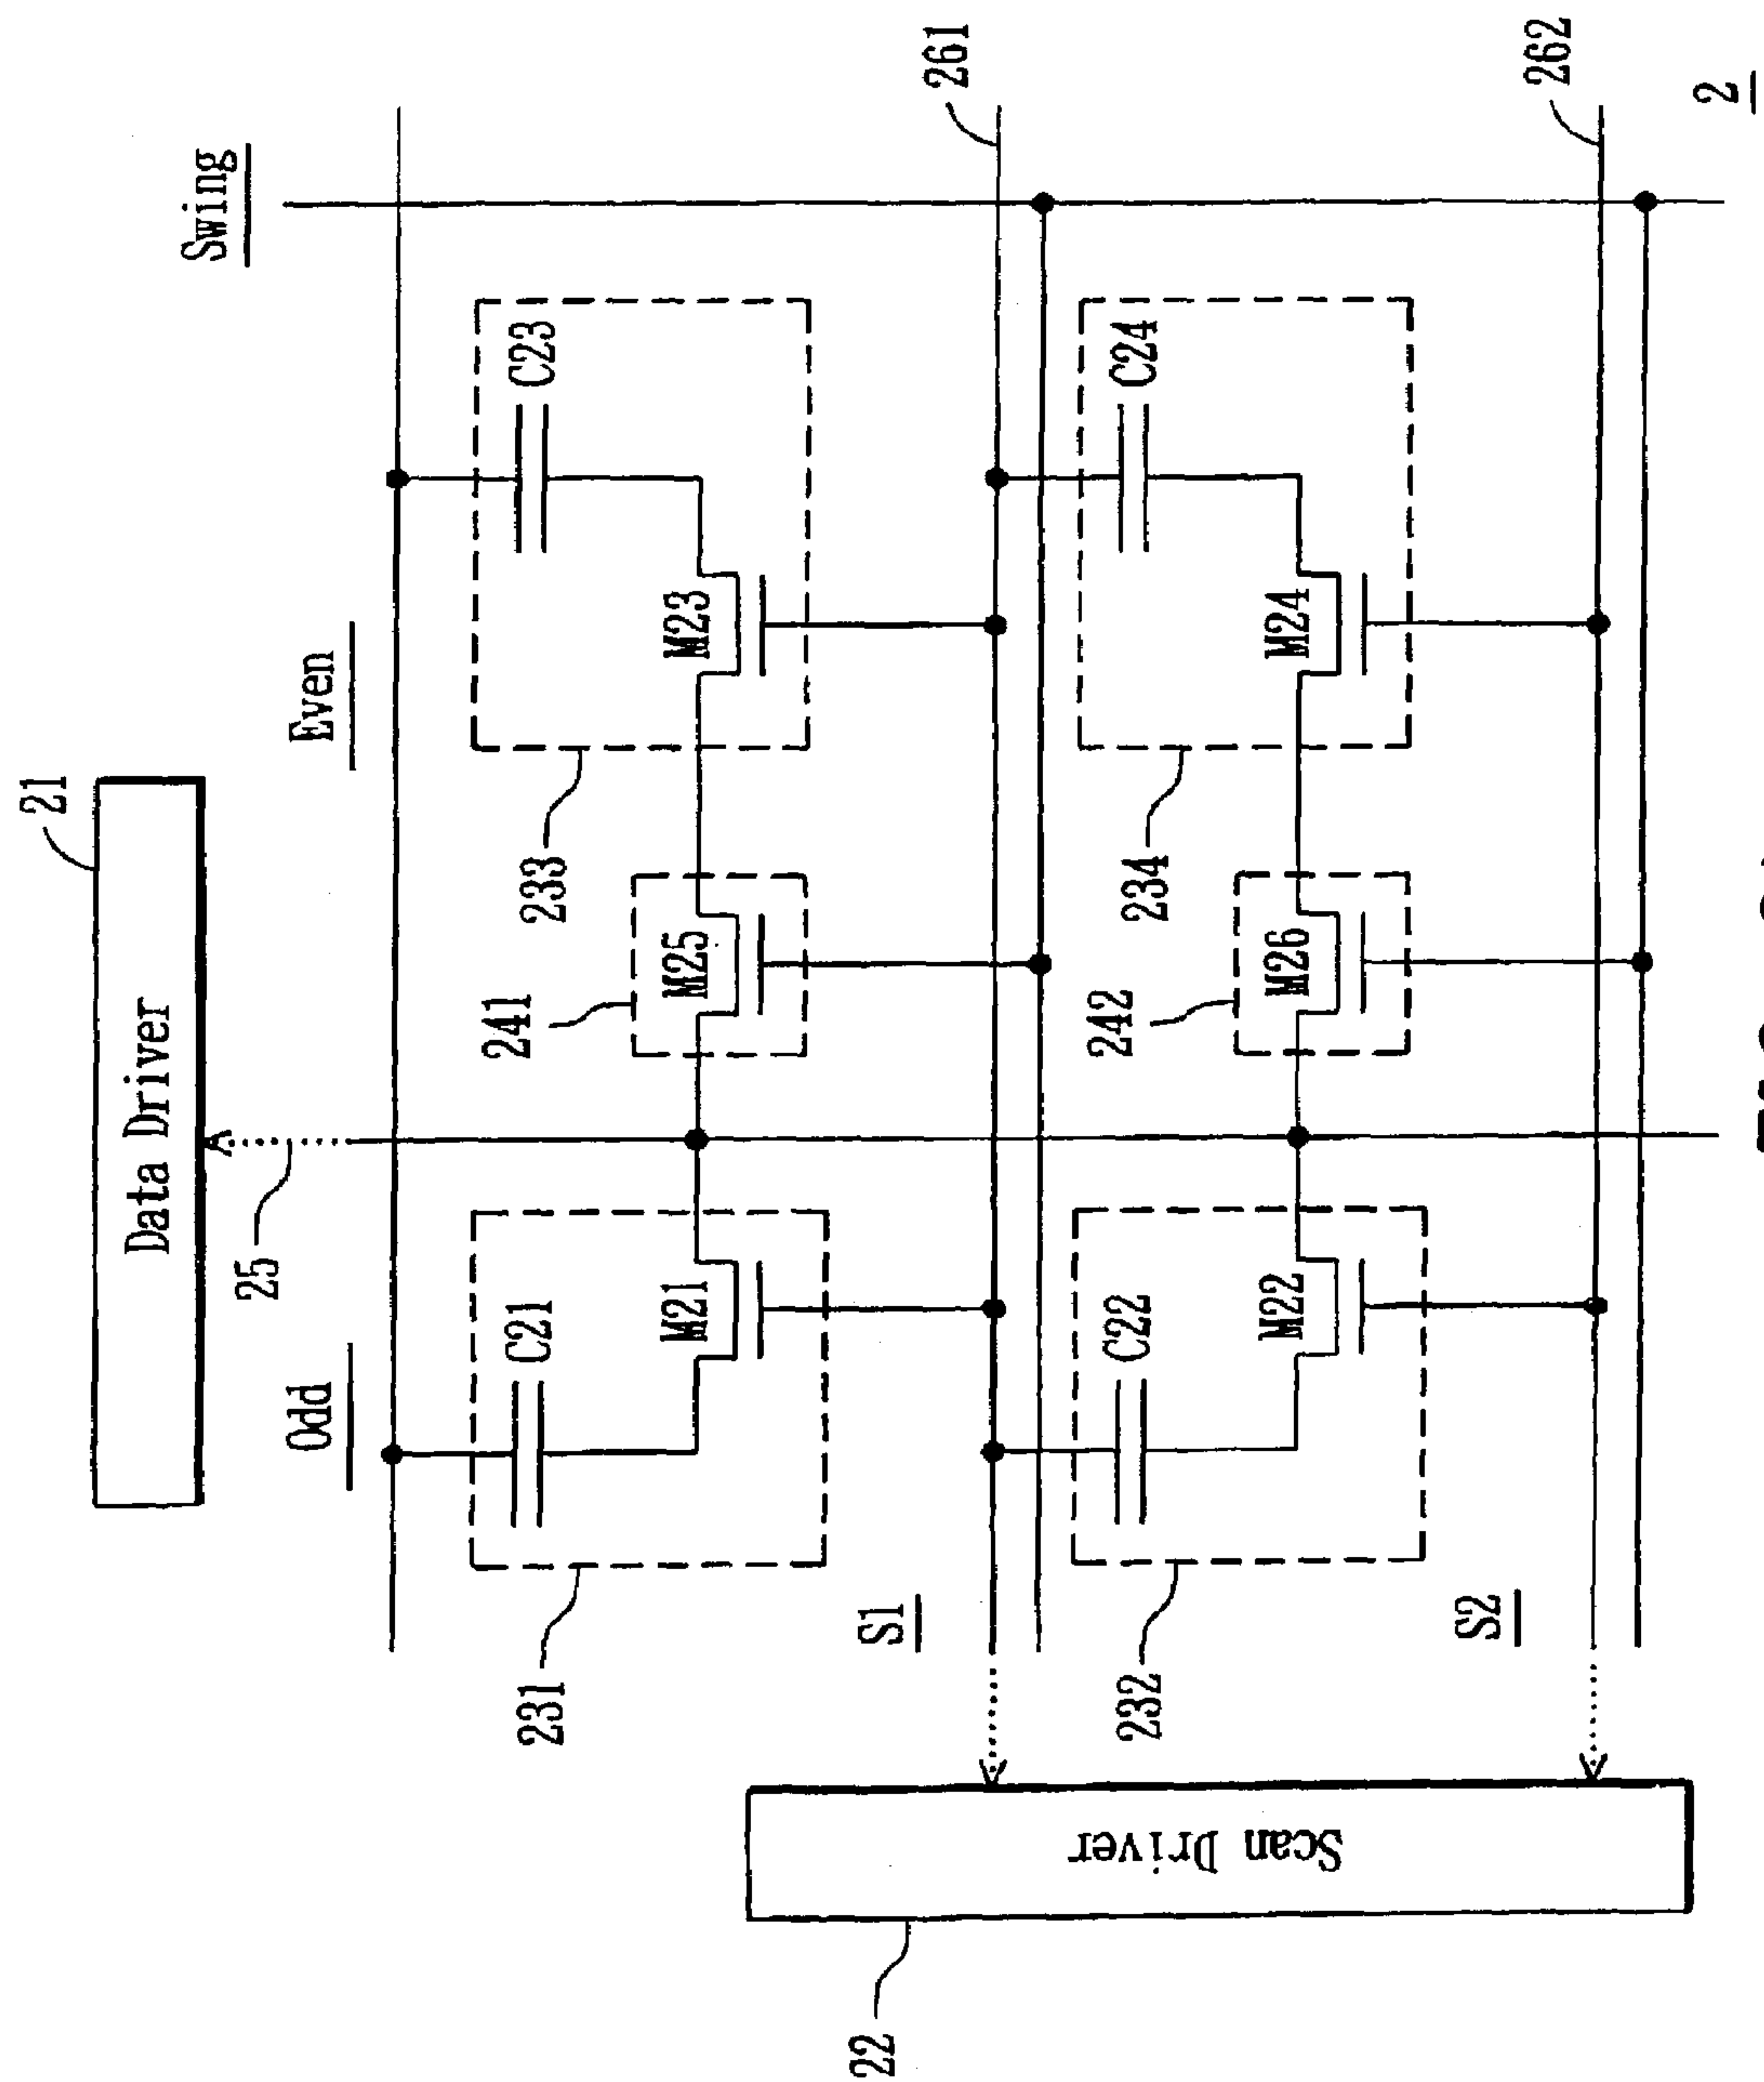 21
Data Driver
25
Odd
Even
Swing
C21
M21
231
241
M25
233
M23
C23
S1
261
C22
M22
232
242
M26
234
M24
C24
S2
262
Scan Driver
22
2